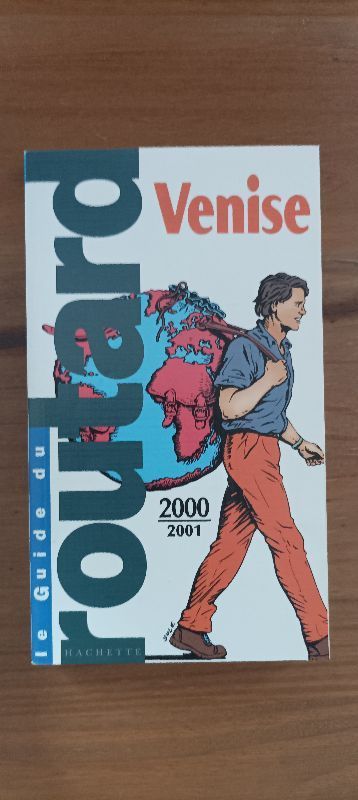 le Guide du
routard
Venise
2000
2001
HACHETTE